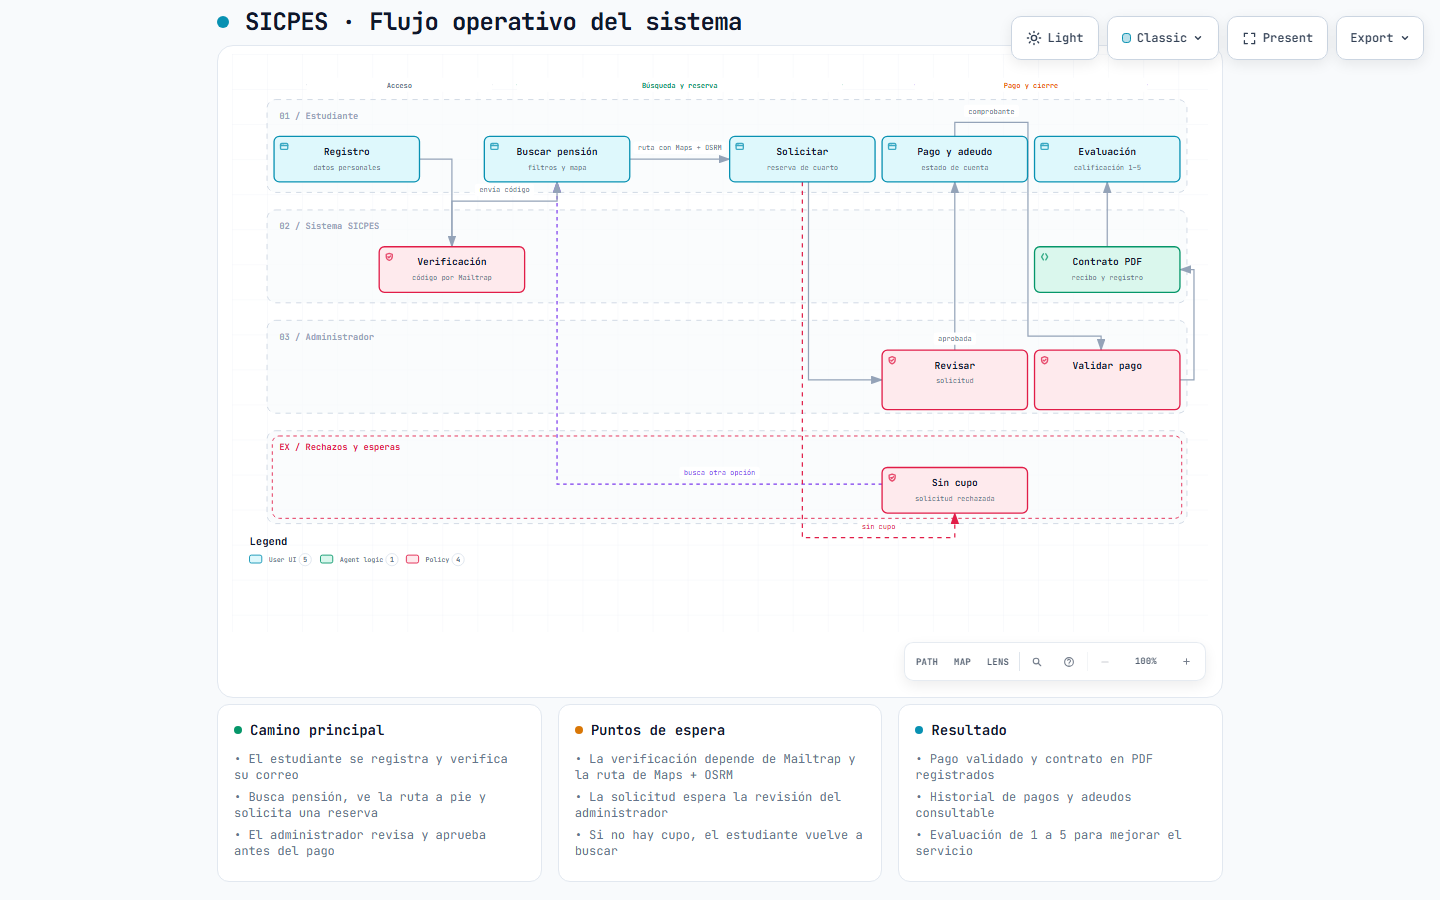 SICPES · Flujo operativo del sistema
Light
Classic
Present
Export
Acceso
Búsqueda y reserva
Pago y cierre
01 / Estudiante
comprobante
Registro
datos personales
Buscar pensión
filtros y mapa
ruta con Maps + OSRM
Solicitar
reserva de cuarto
Pago y adeudo
estado de cuenta
Evaluación
calificación 1–5
envía código
02 / Sistema SICPES
Verificación
código por Mailtrap
Contrato PDF
recibo y registro
03 / Administrador
aprobada
Revisar
solicitud
Validar pago
EX / Rechazos y esperas
busca otra opción
Sin cupo
solicitud rechazada
sin cupo
Legend
User UI 5
Agent logic 1
Policy 4
PATH MAP LENS
− 100% +
Camino principal
• El estudiante se registra y verifica
su correo
• Busca pensión, ve la ruta a pie y
solicita una reserva
• El administrador revisa y aprueba
antes del pago
Puntos de espera
• La verificación depende de Mailtrap y
la ruta de Maps + OSRM
• La solicitud espera la revisión del
administrador
• Si no hay cupo, el estudiante vuelve a
buscar
Resultado
• Pago validado y contrato en PDF
registrados
• Historial de pagos y adeudos
consultable
• Evaluación de 1 a 5 para mejorar el
servicio